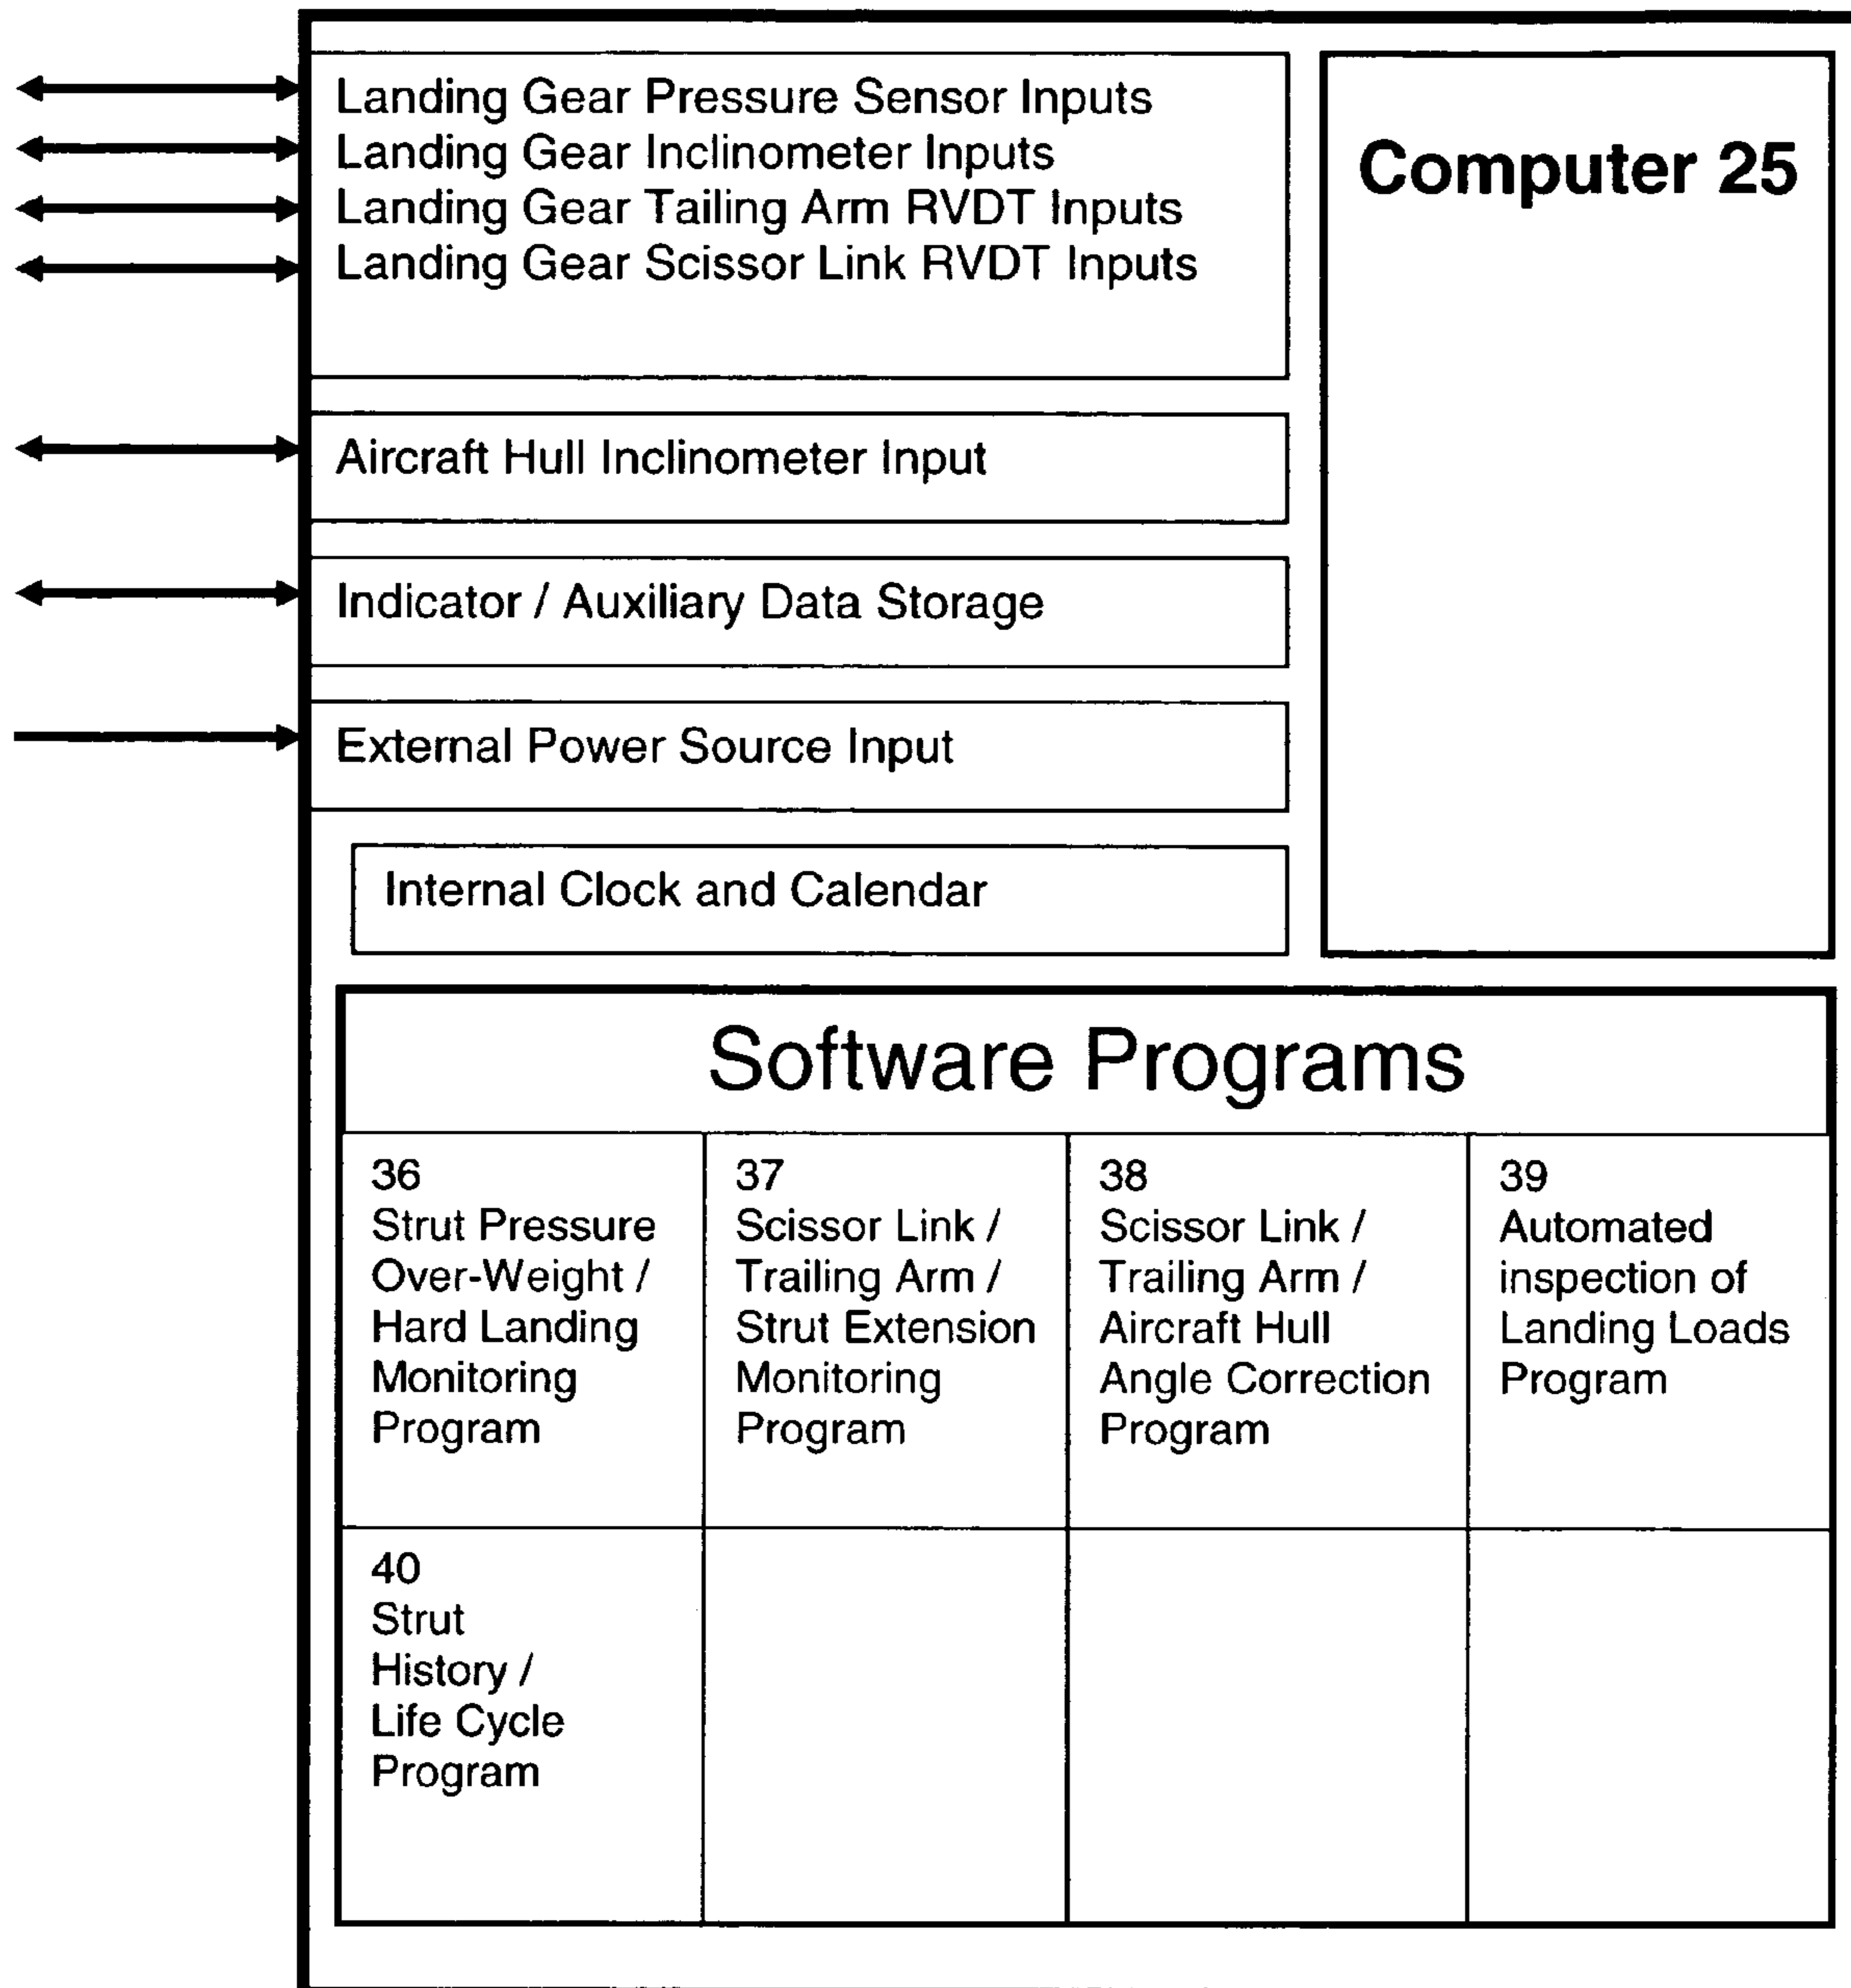 Landing Gear Pressure Sensor Inputs
Landing Gear Inclinometer Inputs
Landing Gear Tailing Arm RVDT Inputs
Landing Gear Scissor Link RVDT Inputs
Computer 25
Aircraft Hull Inclinometer Input
Indicator / Auxiliary Data Storage
External Power Source Input
Internal Clock and Calendar
Software Programs
36
Strut Pressure
Over-Weight /
Hard Landing
Monitoring
Program
37
Scissor Link /
Trailing Arm /
Strut Extension
Monitoring
Program
38
Scissor Link /
Trailing Arm /
Aircraft Hull
Angle Correction
Program
39
Automated
inspection of
Landing Loads
Program
40
Strut
History /
Life Cycle
Program